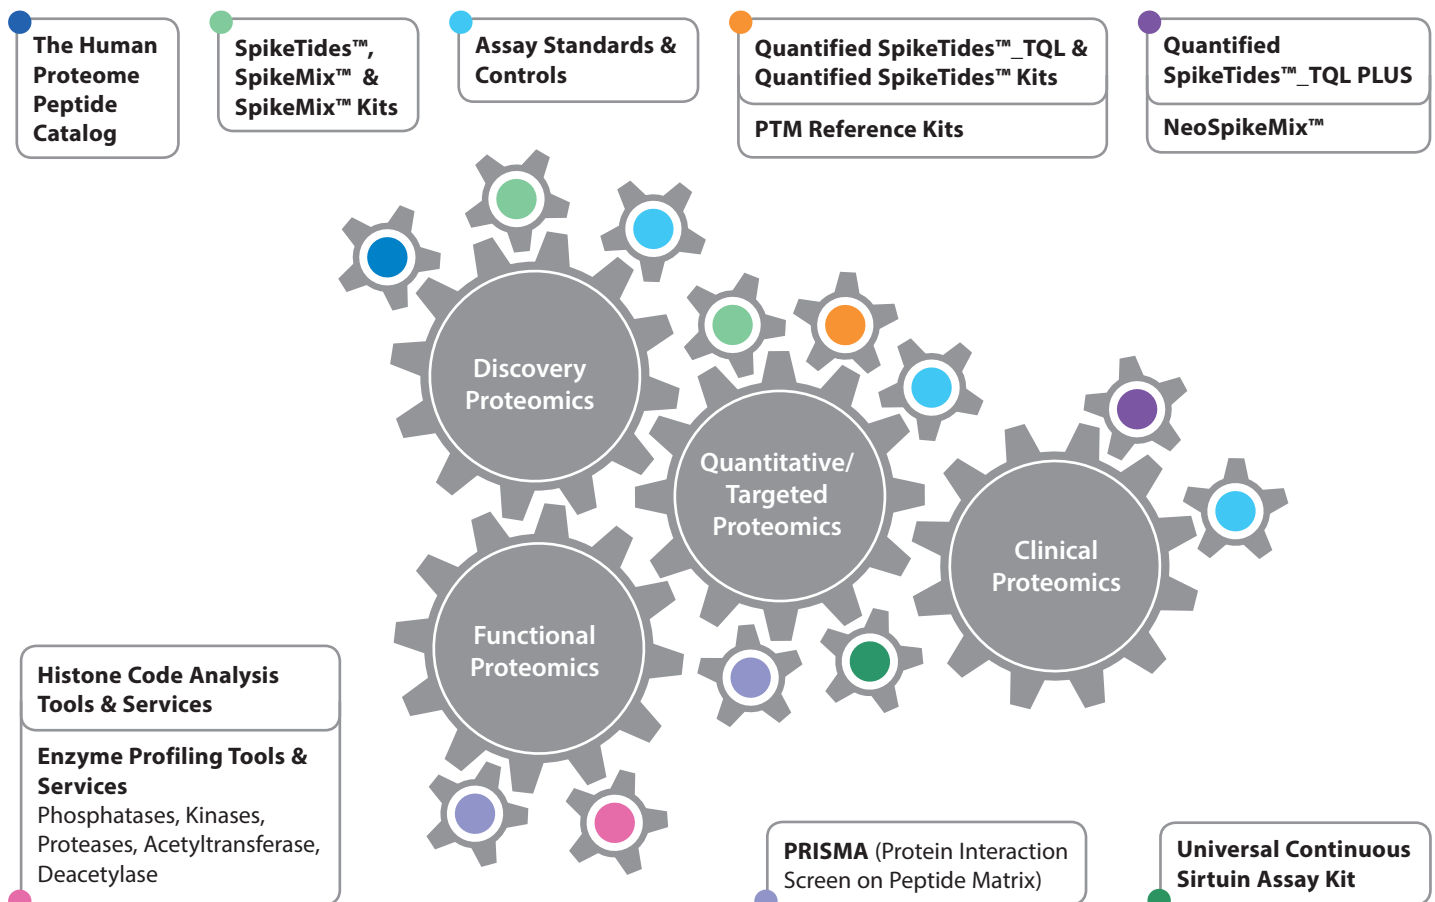 The Human
Proteome
Peptide
Catalog
SpikeTides™,
SpikeMix™ &
SpikeMix™ Kits
Assay Standards &
Controls
Quantified SpikeTides™_TQL &
Quantified SpikeTides™ Kits
PTM Reference Kits
Quantified
SpikeTides™_TQL PLUS
NeoSpikeMix™
Discovery
Proteomics
Quantitative/
Targeted
Proteomics
Clinical
Proteomics
Functional
Proteomics
Histone Code Analysis
Tools & Services
Enzyme Profiling Tools &
Services
Phosphatases, Kinases,
Proteases, Acetyltransferase,
Deacetylase
PRISMA (Protein Interaction
Screen on Peptide Matrix)
Universal Continuous
Sirtuin Assay Kit